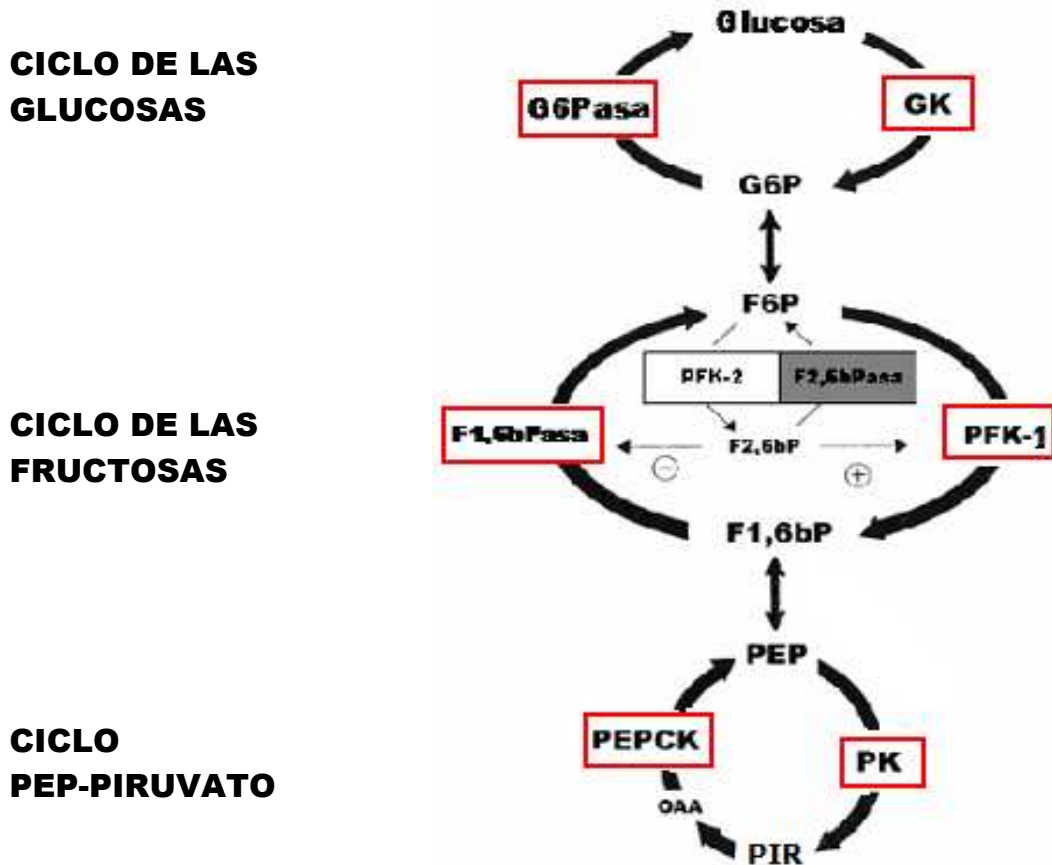 CICLO DE LAS
GLUCOSAS
Glucosa
G6Pasa
GK
G6P
F6P
PFK-2
F2,6bPasa
CICLO DE LAS
FRUCTOSAS
F1,6bPasa
F2,6bP
PFK-1
−
+
F1,6bP
PEP
CICLO
PEP-PIRUVATO
PEPCK
PK
OAA
PIR